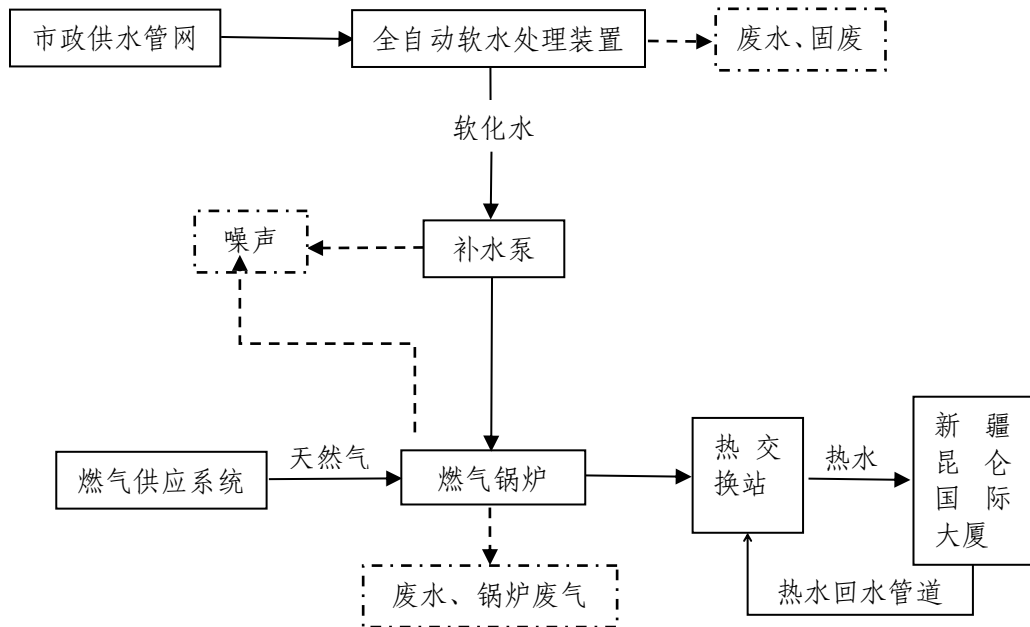 市政供水管网
全自动软水处理装置
废水、固废
软化水
噪声
补水泵
燃气供应系统
天然气
燃气锅炉
热交
换站
热水
新疆
昆仑
国际
大厦
热水回水管道
废水、锅炉废气